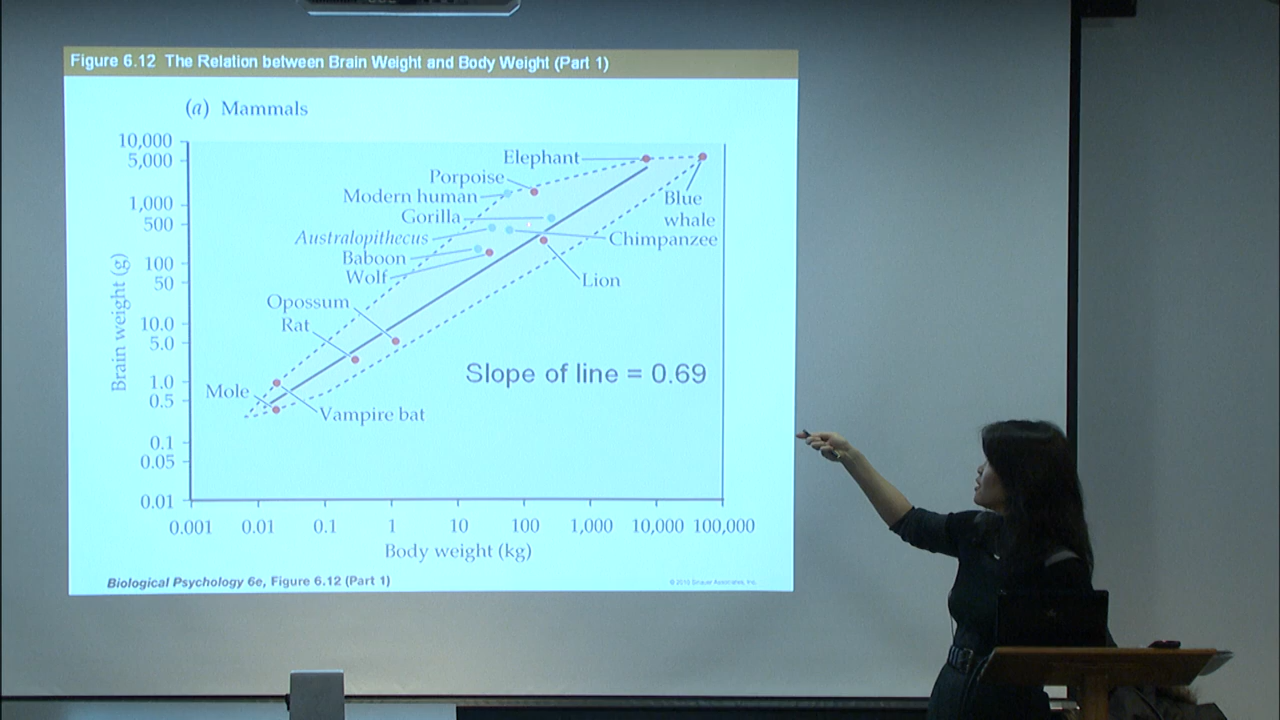 Figure 6.12 The Relation between Brain Weight and Body Weight (Part 1)
(a) Mammals
10,000
5,000
1,000
500
100
50
10.0
5.0
1.0
0.5
0.1
0.05
0.01
Brain weight (g)
Elephant
Porpoise
Modern human
Blue
whale
Gorilla
Australopithecus
Chimpanzee
Baboon
Wolf
Lion
Opossum
Rat
Slope of line = 0.69
Mole
Vampire bat
0.001
0.01
0.1
1
10
100
1,000
10,000
100,000
Body weight (kg)
Biological Psychology 6e, Figure 6.12 (Part 1)
© 2010 Sinauer Associates, Inc.